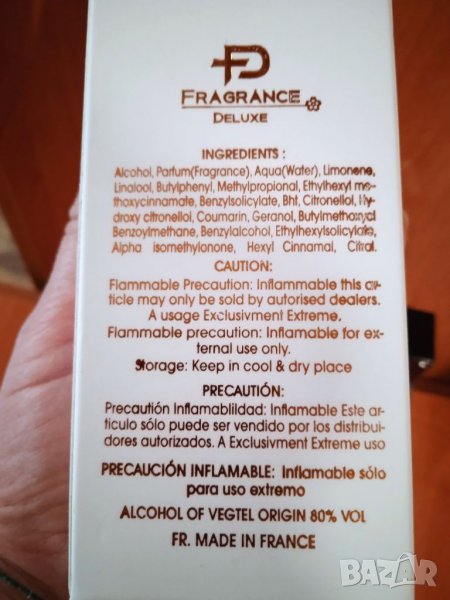 FD
FRAGRANCE
DELUXE
INGREDIENTS :
Alcohol, Parfum(Fragrance), Aqua(Water), Limonene,
Linalool, Butylphenyl, Methylpropional, Ethylhexyl me-
thoxycinnamate, Benzylsolicylate, Bht, Citronellol, Hy-
droxy citronellol, Coumarin, Geranol, Butylmethoxycl
Benzoylmethane, Benzylalcohol, Ethylhexylsolicylate,
Alpha isomethylonone, Hexyl Cinnamal, Citral.
CAUTION:
Flammable Precaution: Inflammable this ar-
ticle may only be sold by autorised dealers.
A usage Exclusivment Extreme.
Flammable precaution: Inflamable for ex-
ternal use only.
Storage: Keep in cool & dry place
PRECAUTIÓN:
Precautión Inflamablildad: Inflamable Este ar-
tículo sólo puede ser vendido por los distribui-
dores autorizados. A Exclusivment Extreme uso
PRECAUCIÓN INFLAMABLE: Inflamable sólo
para uso extremo
ALCOHOL OF VEGTEL ORIGIN 80% VOL
FR. MADE IN FRANCE
BAZAR